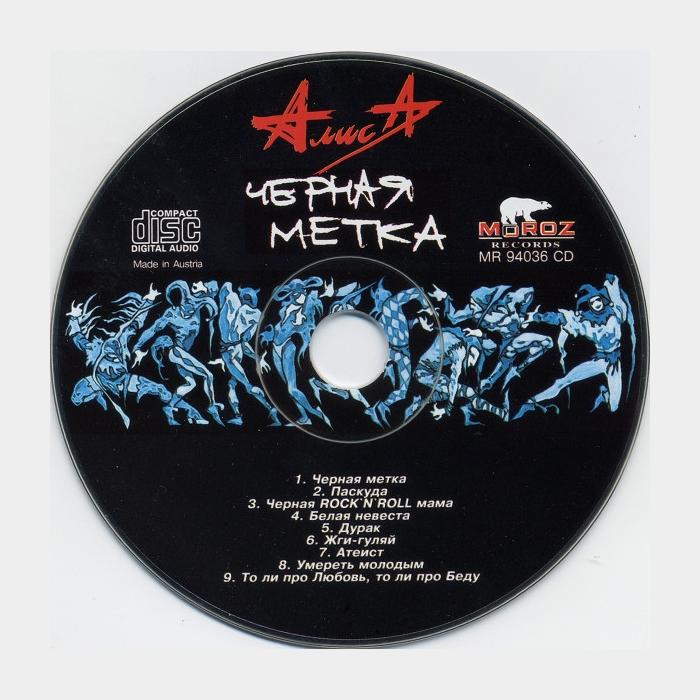 АлисА
ЧЕРНАЯ
МЕТКА
COMPACT
disc
DIGITAL AUDIO
Made in Austria
MOROZ
RECORDS
MR 94036 CD
1. Черная метка
2. Паскуда
3. Черная ROCK`N`ROLL мама
4. Белая невеста
5. Дурак
6. Жги-гуляй
7. Атеист
8. Умереть молодым
9. То ли про Любовь, то ли про Беду